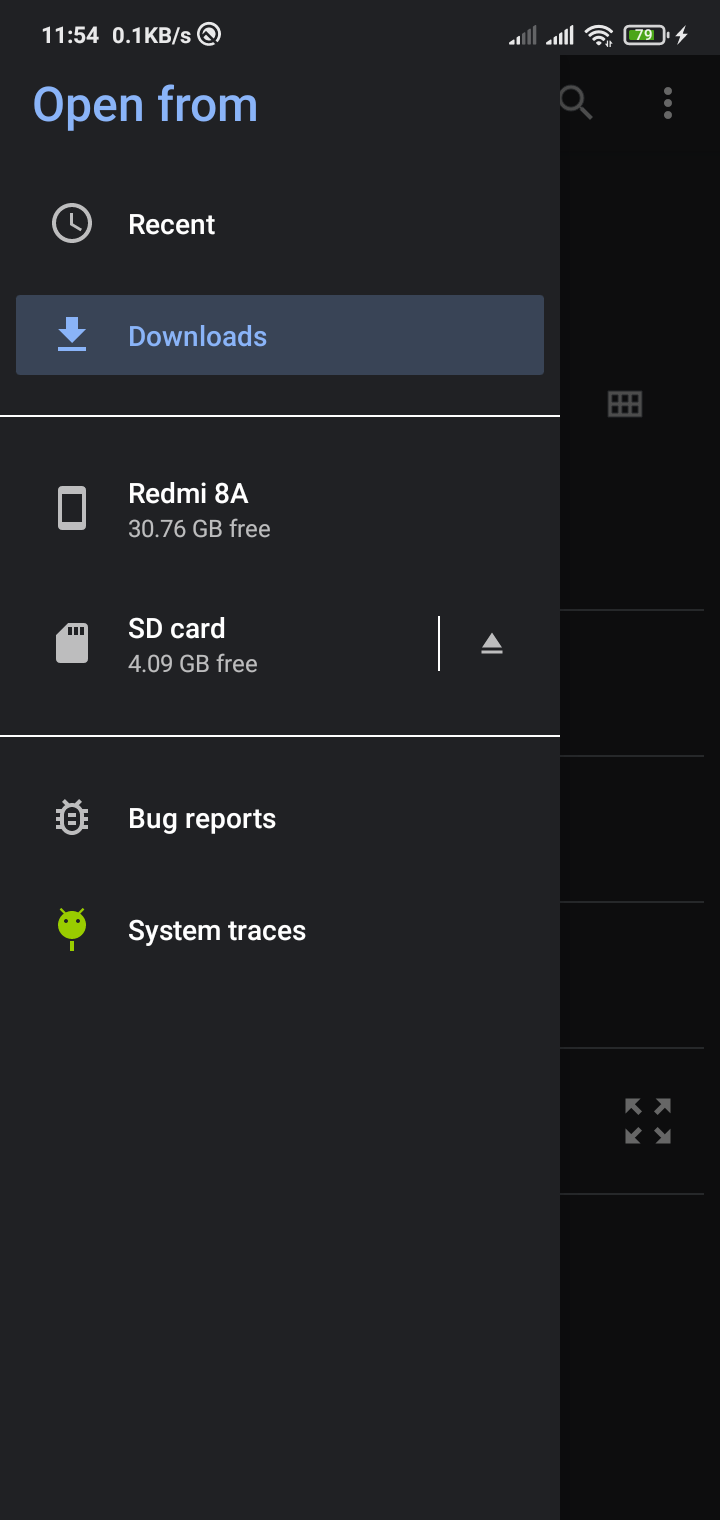 11:54 0.1KB/s 79
Open from
Recent
Downloads
Redmi 8A
30.76 GB free
SD card
4.09 GB free
Bug reports
System traces